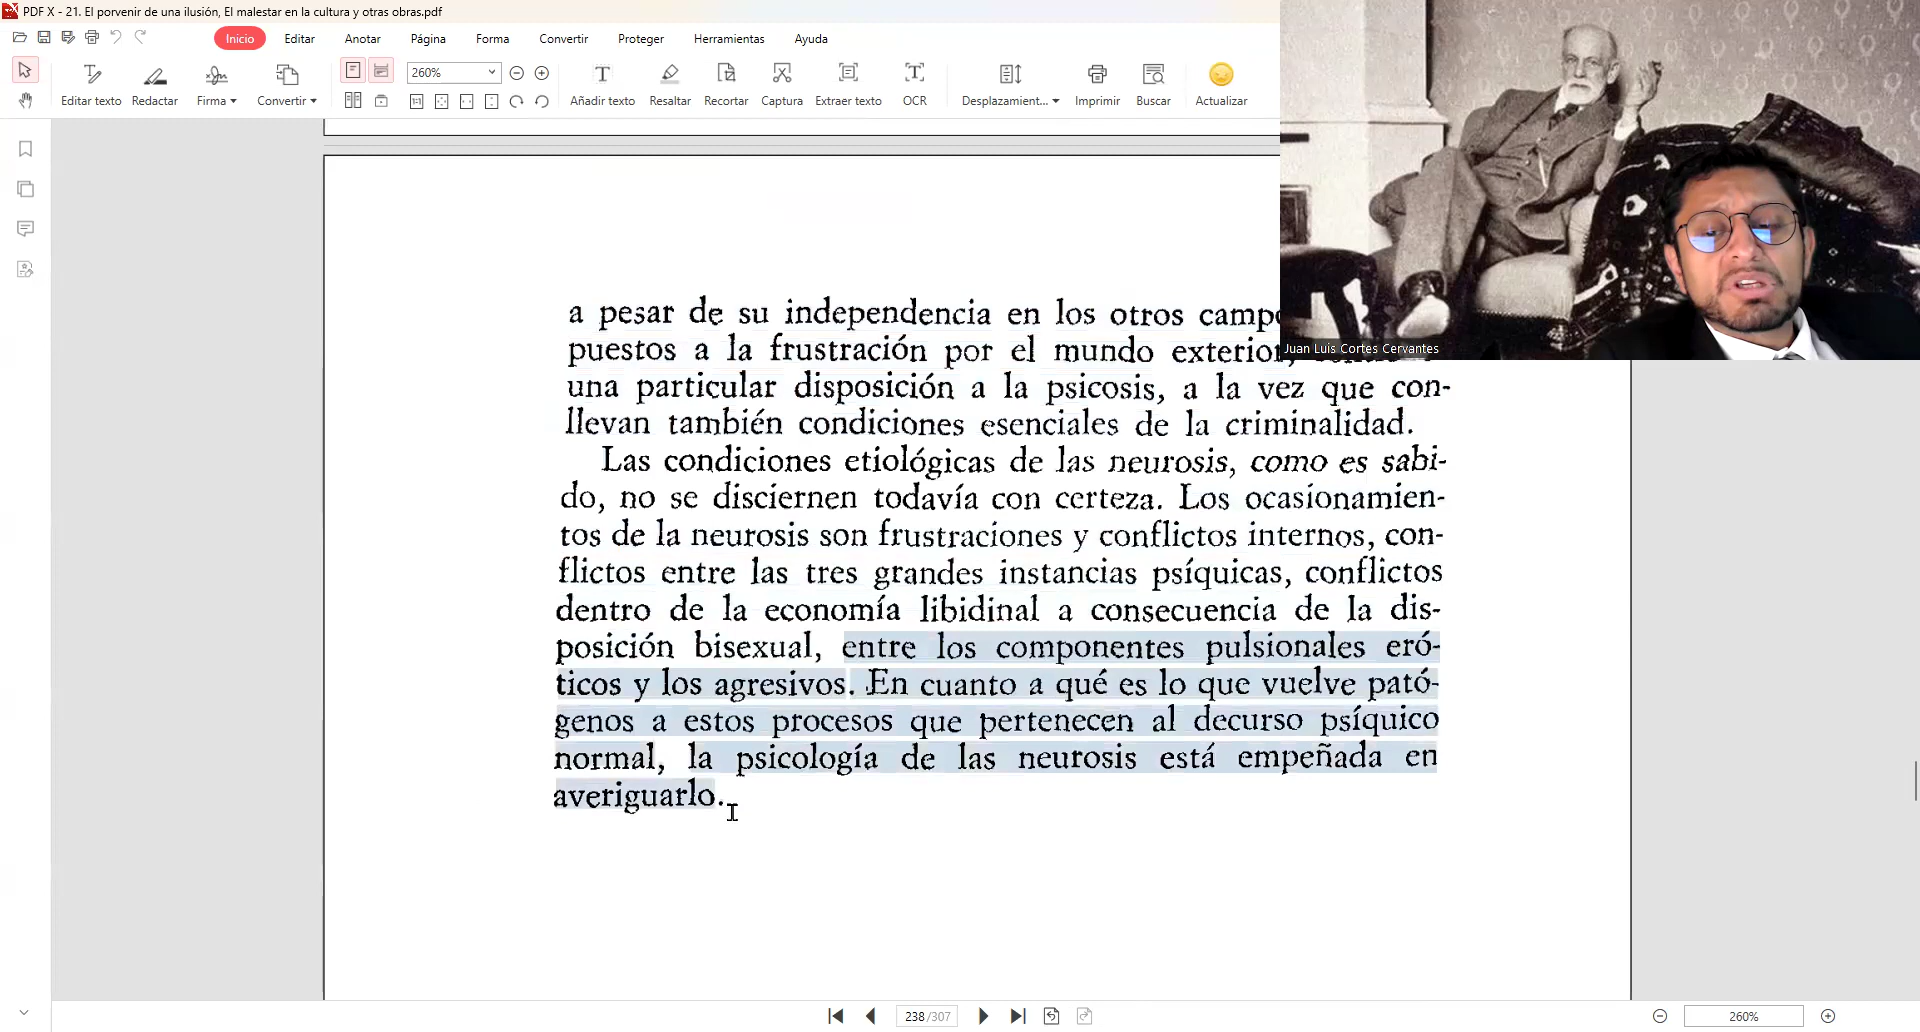 PDF X - 21. El porvenir de una ilusión, El malestar en la cultura y otras obras.pdf
Inicio Editar Anotar Página Forma Convertir Proteger Herramientas Ayuda
260%
Editar texto Redactar Firma Convertir Añadir texto Resaltar Recortar Captura Extraer texto OCR Desplazamient... Imprimir Buscar Actualizar
Juan Luis Cortes Cervantes
a pesar de su independencia en los otros
puestos a la frustración por el mundo
una particular disposición a la psicosis, a la vez que con-
llevan también condiciones esenciales de la criminalidad.
Las condiciones etiológicas de las neurosis, como es sabi-
do, no se disciernen todavía con certeza. Los ocasionamien-
tos de la neurosis son frustraciones y conflictos internos, con-
flictos entre las tres grandes instancias psíquicas, conflictos
dentro de la economía libidinal a consecuencia de la dis-
posición bisexual, entre los componentes pulsionales eró-
ticos y los agresivos. En cuanto a qué es lo que vuelve pató-
genos a estos procesos que pertenecen al decurso psíquico
normal, la psicología de las neurosis está empeñada en
averiguarlo.
238/307
260%